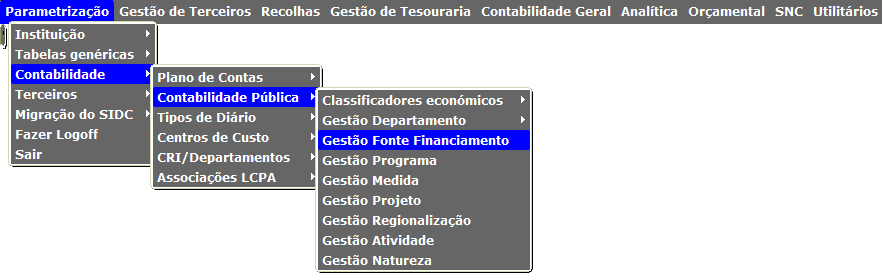 Parametrização Gestão de Terceiros Recolhas Gestão de Tesouraria Contabilidade Geral Analítica Orçamental SNC Utilitários
Instituição
Tabelas genéricas
Contabilidade
Terceiros
Migração do SIDC
Fazer Logoff
Sair
Plano de Contas
Contabilidade Pública
Tipos de Diário
Centros de Custo
CRI/Departamentos
Associações LCPA
Classificadores económicos
Gestão Departamento
Gestão Fonte Financiamento
Gestão Programa
Gestão Medida
Gestão Projeto
Gestão Regionalização
Gestão Atividade
Gestão Natureza